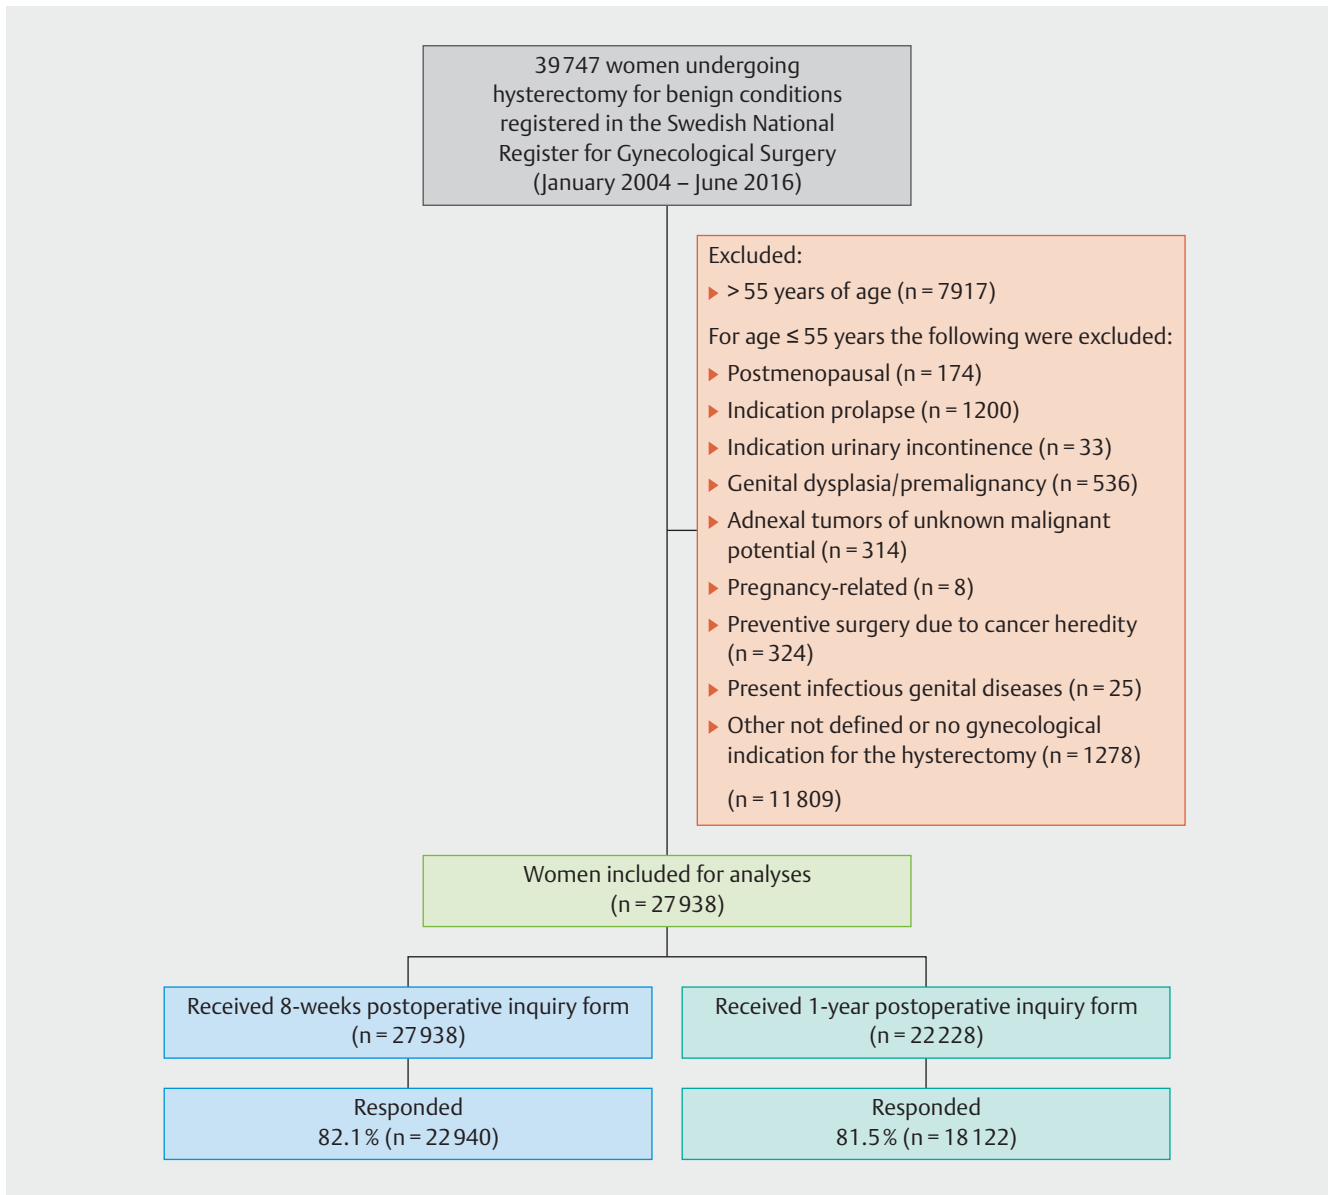 39 747 women undergoing
hysterectomy for benign conditions
registered in the Swedish National
Register for Gynecological Surgery
(January 2004 – June 2016)
Excluded:
▶ > 55 years of age (n = 7917)
For age ≤ 55 years the following were excluded:
▶ Postmenopausal (n = 174)
▶ Indication prolapse (n = 1200)
▶ Indication urinary incontinence (n = 33)
▶ Genital dysplasia/premalignancy (n = 536)
▶ Adnexal tumors of unknown malignant
potential (n = 314)
▶ Pregnancy-related (n = 8)
▶ Preventive surgery due to cancer heredity
(n = 324)
▶ Present infectious genital diseases (n = 25)
▶ Other not defined or no gynecological
indication for the hysterectomy (n = 1278)
(n = 11 809)
Women included for analyses
(n = 27 938)
Received 8-weeks postoperative inquiry form
(n = 27 938)
Received 1-year postoperative inquiry form
(n = 22 228)
Responded
82.1 % (n = 22 940)
Responded
81.5 % (n = 18 122)